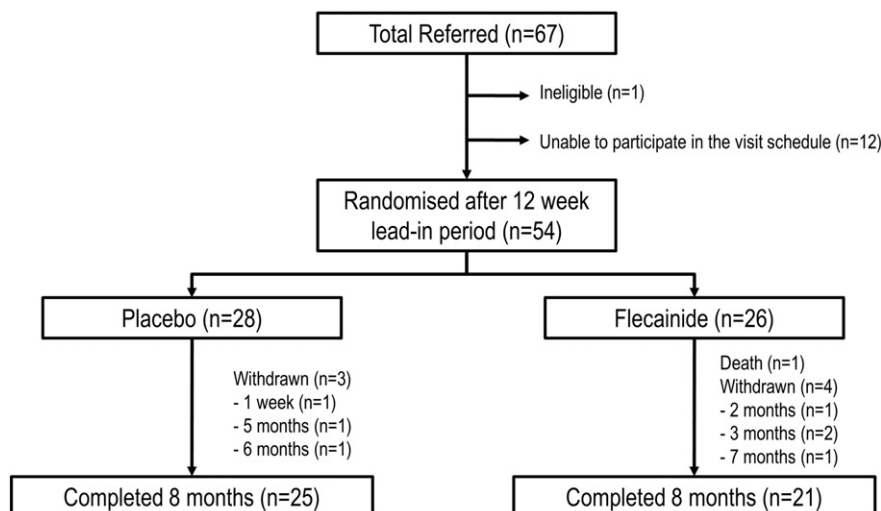 Total Referred (n=67)
Ineligible (n=1)
Unable to participate in the visit schedule (n=12)
Randomised after 12 week
lead-in period (n=54)
Placebo (n=28)
Flecainide (n=26)
Withdrawn (n=3)
- 1 week (n=1)
- 5 months (n=1)
- 6 months (n=1)
Death (n=1)
Withdrawn (n=4)
- 2 months (n=1)
- 3 months (n=2)
- 7 months (n=1)
Completed 8 months (n=25)
Completed 8 months (n=21)